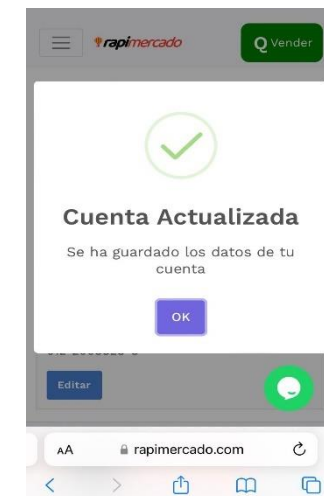 rapimercado
Q Vender
Cuenta Actualizada
Se ha guardado los datos de tu
cuenta
OK
Editar
AA
rapimercado.com